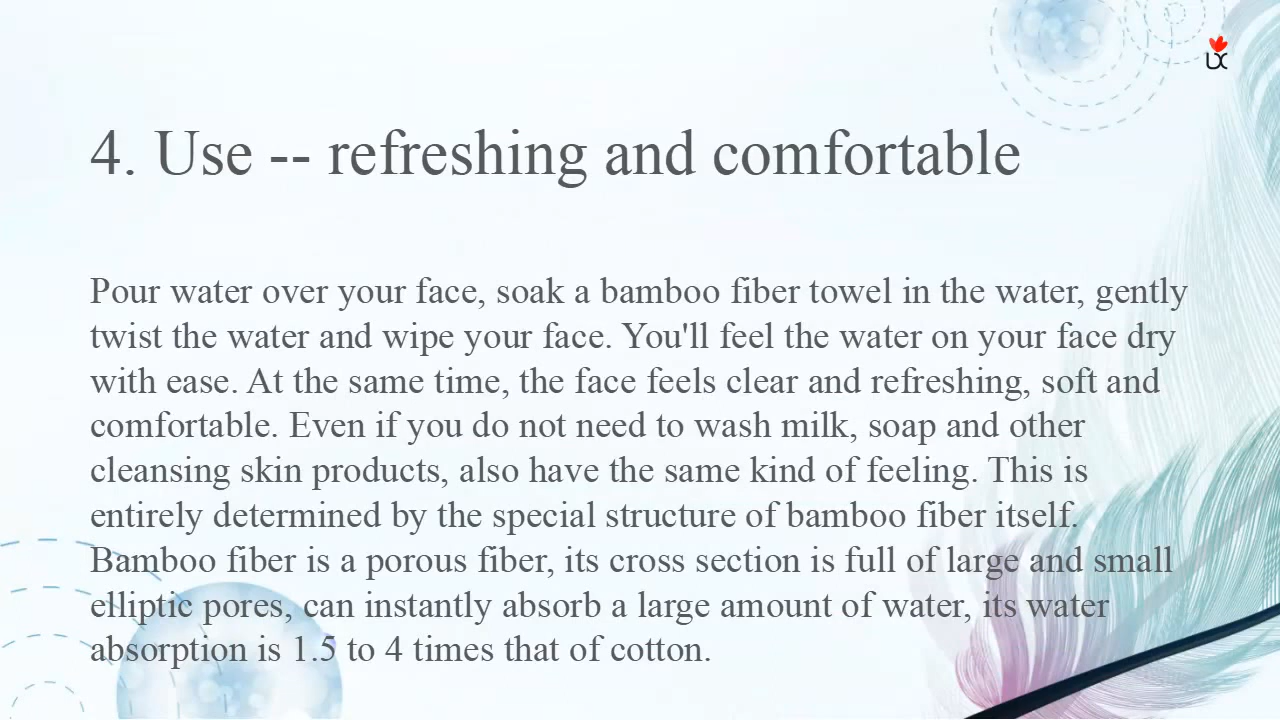 UC
4. Use -- refreshing and comfortable
Pour water over your face, soak a bamboo fiber towel in the water, gently
twist the water and wipe your face. You'll feel the water on your face dry
with ease. At the same time, the face feels clear and refreshing, soft and
comfortable. Even if you do not need to wash milk, soap and other
cleansing skin products, also have the same kind of feeling. This is
entirely determined by the special structure of bamboo fiber itself.
Bamboo fiber is a porous fiber, its cross section is full of large and small
elliptic pores, can instantly absorb a large amount of water, its water
absorption is 1.5 to 4 times that of cotton.